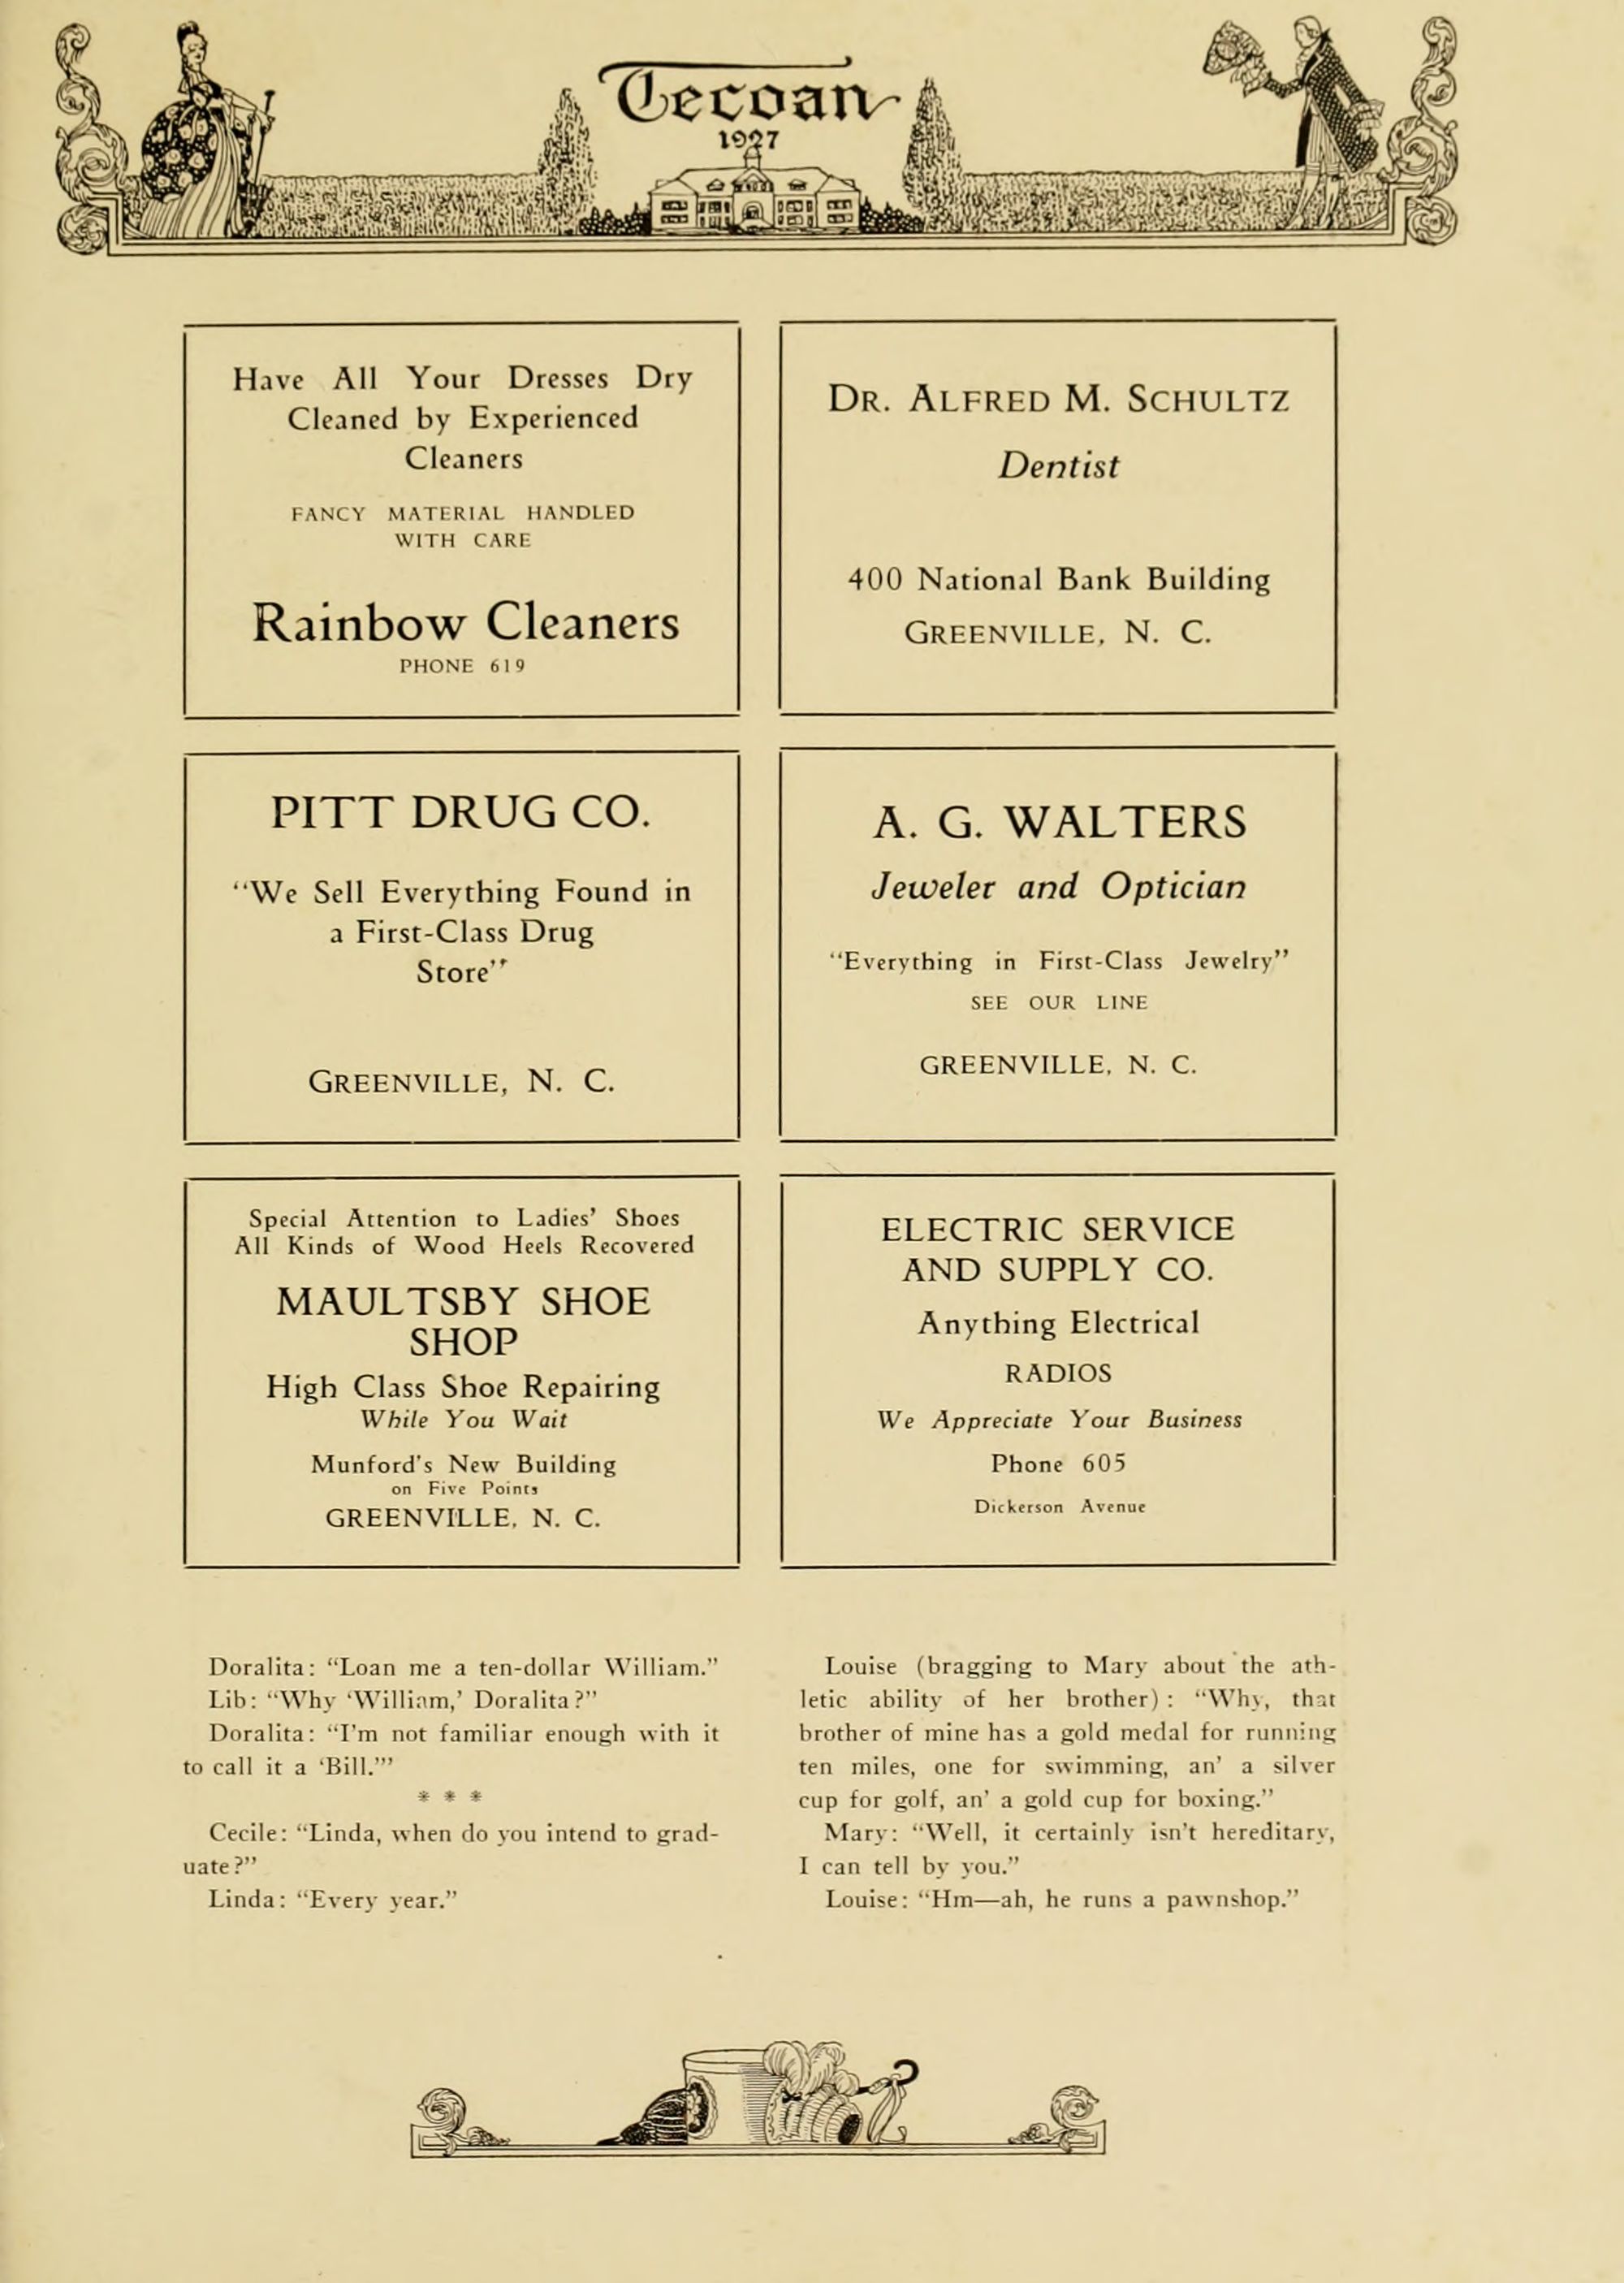 Tecoan
1927
Have All Your Dresses Dry
Cleaned by Experienced
Cleaners
FANCY MATERIAL HANDLED
WITH CARE
Rainbow Cleaners
PHONE 619
DR. ALFRED M. SCHULTZ
Dentist
400 National Bank Building
GREENVILLE, N. C.
PITT DRUG CO.
“We Sell Everything Found in
a First-Class Drug
Store”
GREENVILLE, N. C.
A. G. WALTERS
Jeweler and Optician
“Everything in First-Class Jewelry”
SEE OUR LINE
GREENVILLE, N. C.
Special Attention to Ladies’ Shoes
All Kinds of Wood Heels Recovered
MAULTSBY SHOE
SHOP
High Class Shoe Repairing
While You Wait
Munford’s New Building
on Five Points
GREENVILLE, N. C.
ELECTRIC SERVICE
AND SUPPLY CO.
Anything Electrical
RADIOS
We Appreciate Your Business
Phone 605
Dickerson Avenue
Doralita: “Loan me a ten-dollar William.”
Lib: “Why ‘William,’ Doralita?”
Doralita: “I’m not familiar enough with it
to call it a ‘Bill.’”
* * *
Cecile: “Linda, when do you intend to grad-
uate?”
Linda: “Every year.”
Louise (bragging to Mary about the ath-
letic ability of her brother): “Why, that
brother of mine has a gold medal for running
ten miles, one for swimming, an’ a silver
cup for golf, an’ a gold cup for boxing.”
Mary: “Well, it certainly isn’t hereditary,
I can tell by you.”
Louise: “Hm—ah, he runs a pawnshop.”